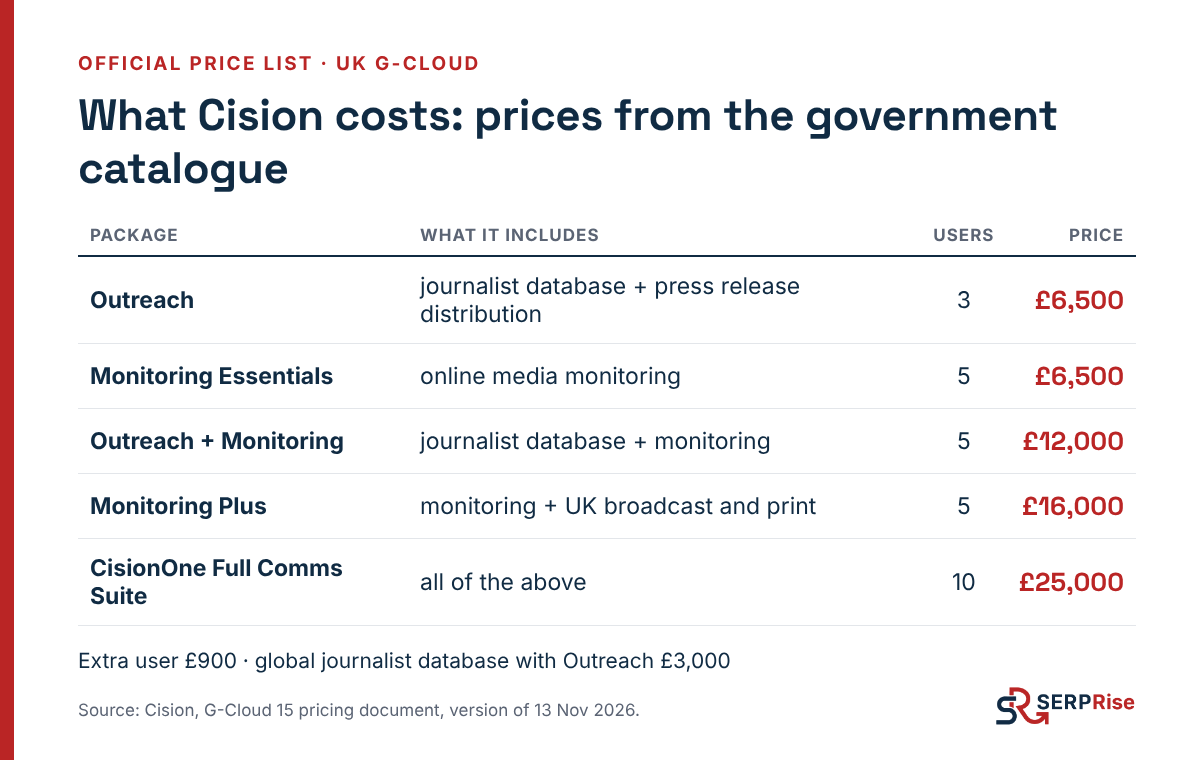 OFFICIAL PRICE LIST · UK G-CLOUD
What Cision costs: prices from the government
catalogue
PACKAGE WHAT IT INCLUDES USERS PRICE
Outreach journalist database + press release distribution 3 £6,500
Monitoring Essentials online media monitoring 5 £6,500
Outreach + Monitoring journalist database + monitoring 5 £12,000
Monitoring Plus monitoring + UK broadcast and print 5 £16,000
CisionOne Full Comms Suite all of the above 10 £25,000
Extra user £900 · global journalist database with Outreach £3,000
Source: Cision, G-Cloud 15 pricing document, version of 13 Nov 2026.
SERPRise